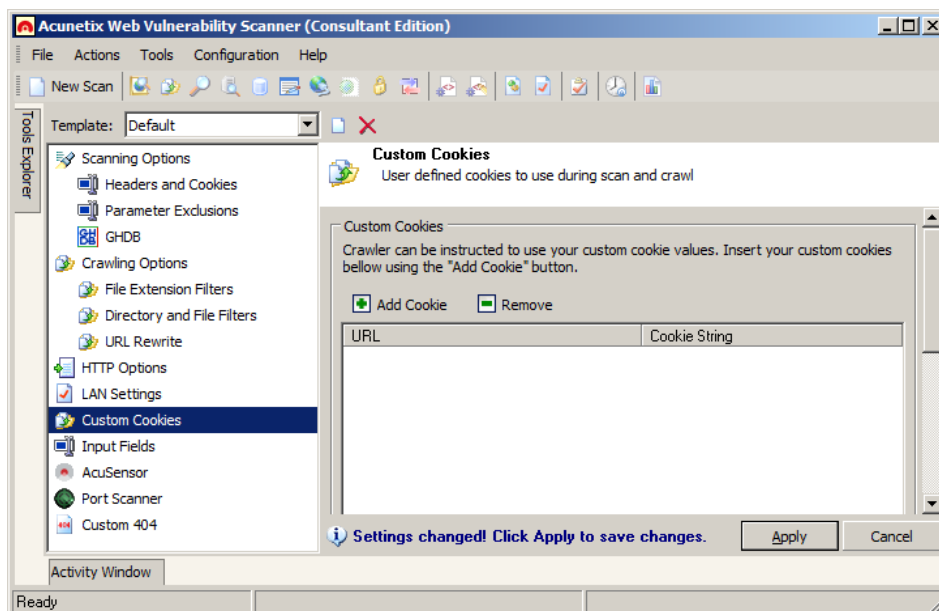 Acunetix Web Vulnerability Scanner (Consultant Edition)
File Actions Tools Configuration Help
New Scan
Tools Explorer
Template: Default
Scanning Options
Headers and Cookies
Parameter Exclusions
GHDB
Crawling Options
File Extension Filters
Directory and File Filters
URL Rewrite
HTTP Options
LAN Settings
Custom Cookies
Input Fields
AcuSensor
Port Scanner
404 Custom 404
Custom Cookies
User defined cookies to use during scan and crawl
Custom Cookies
Crawler can be instructed to use your custom cookie values. Insert your custom cookies
bellow using the "Add Cookie" button.
Add Cookie Remove
URL Cookie String
Settings changed! Click Apply to save changes. Apply Cancel
Activity Window
Ready